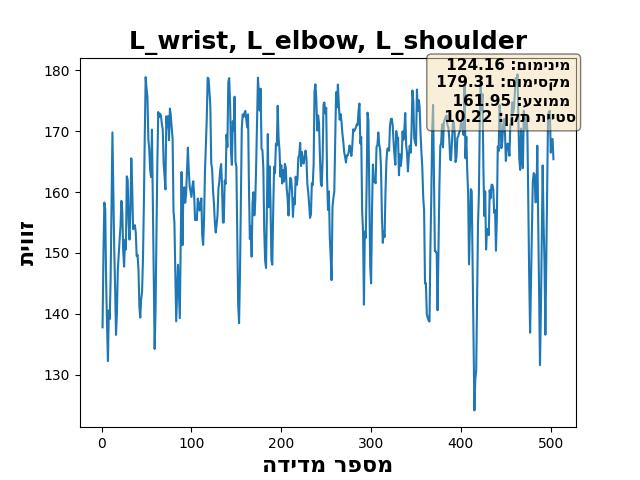 L_wrist, L_elbow, L_shoulder
מינימום: 124.16
מקסימום: 179.31
ממוצע: 161.95
סטיית תקן: 10.22
180
170
160
150
140
130
זווית
0 100 200 300 400 500
מספר מדידה